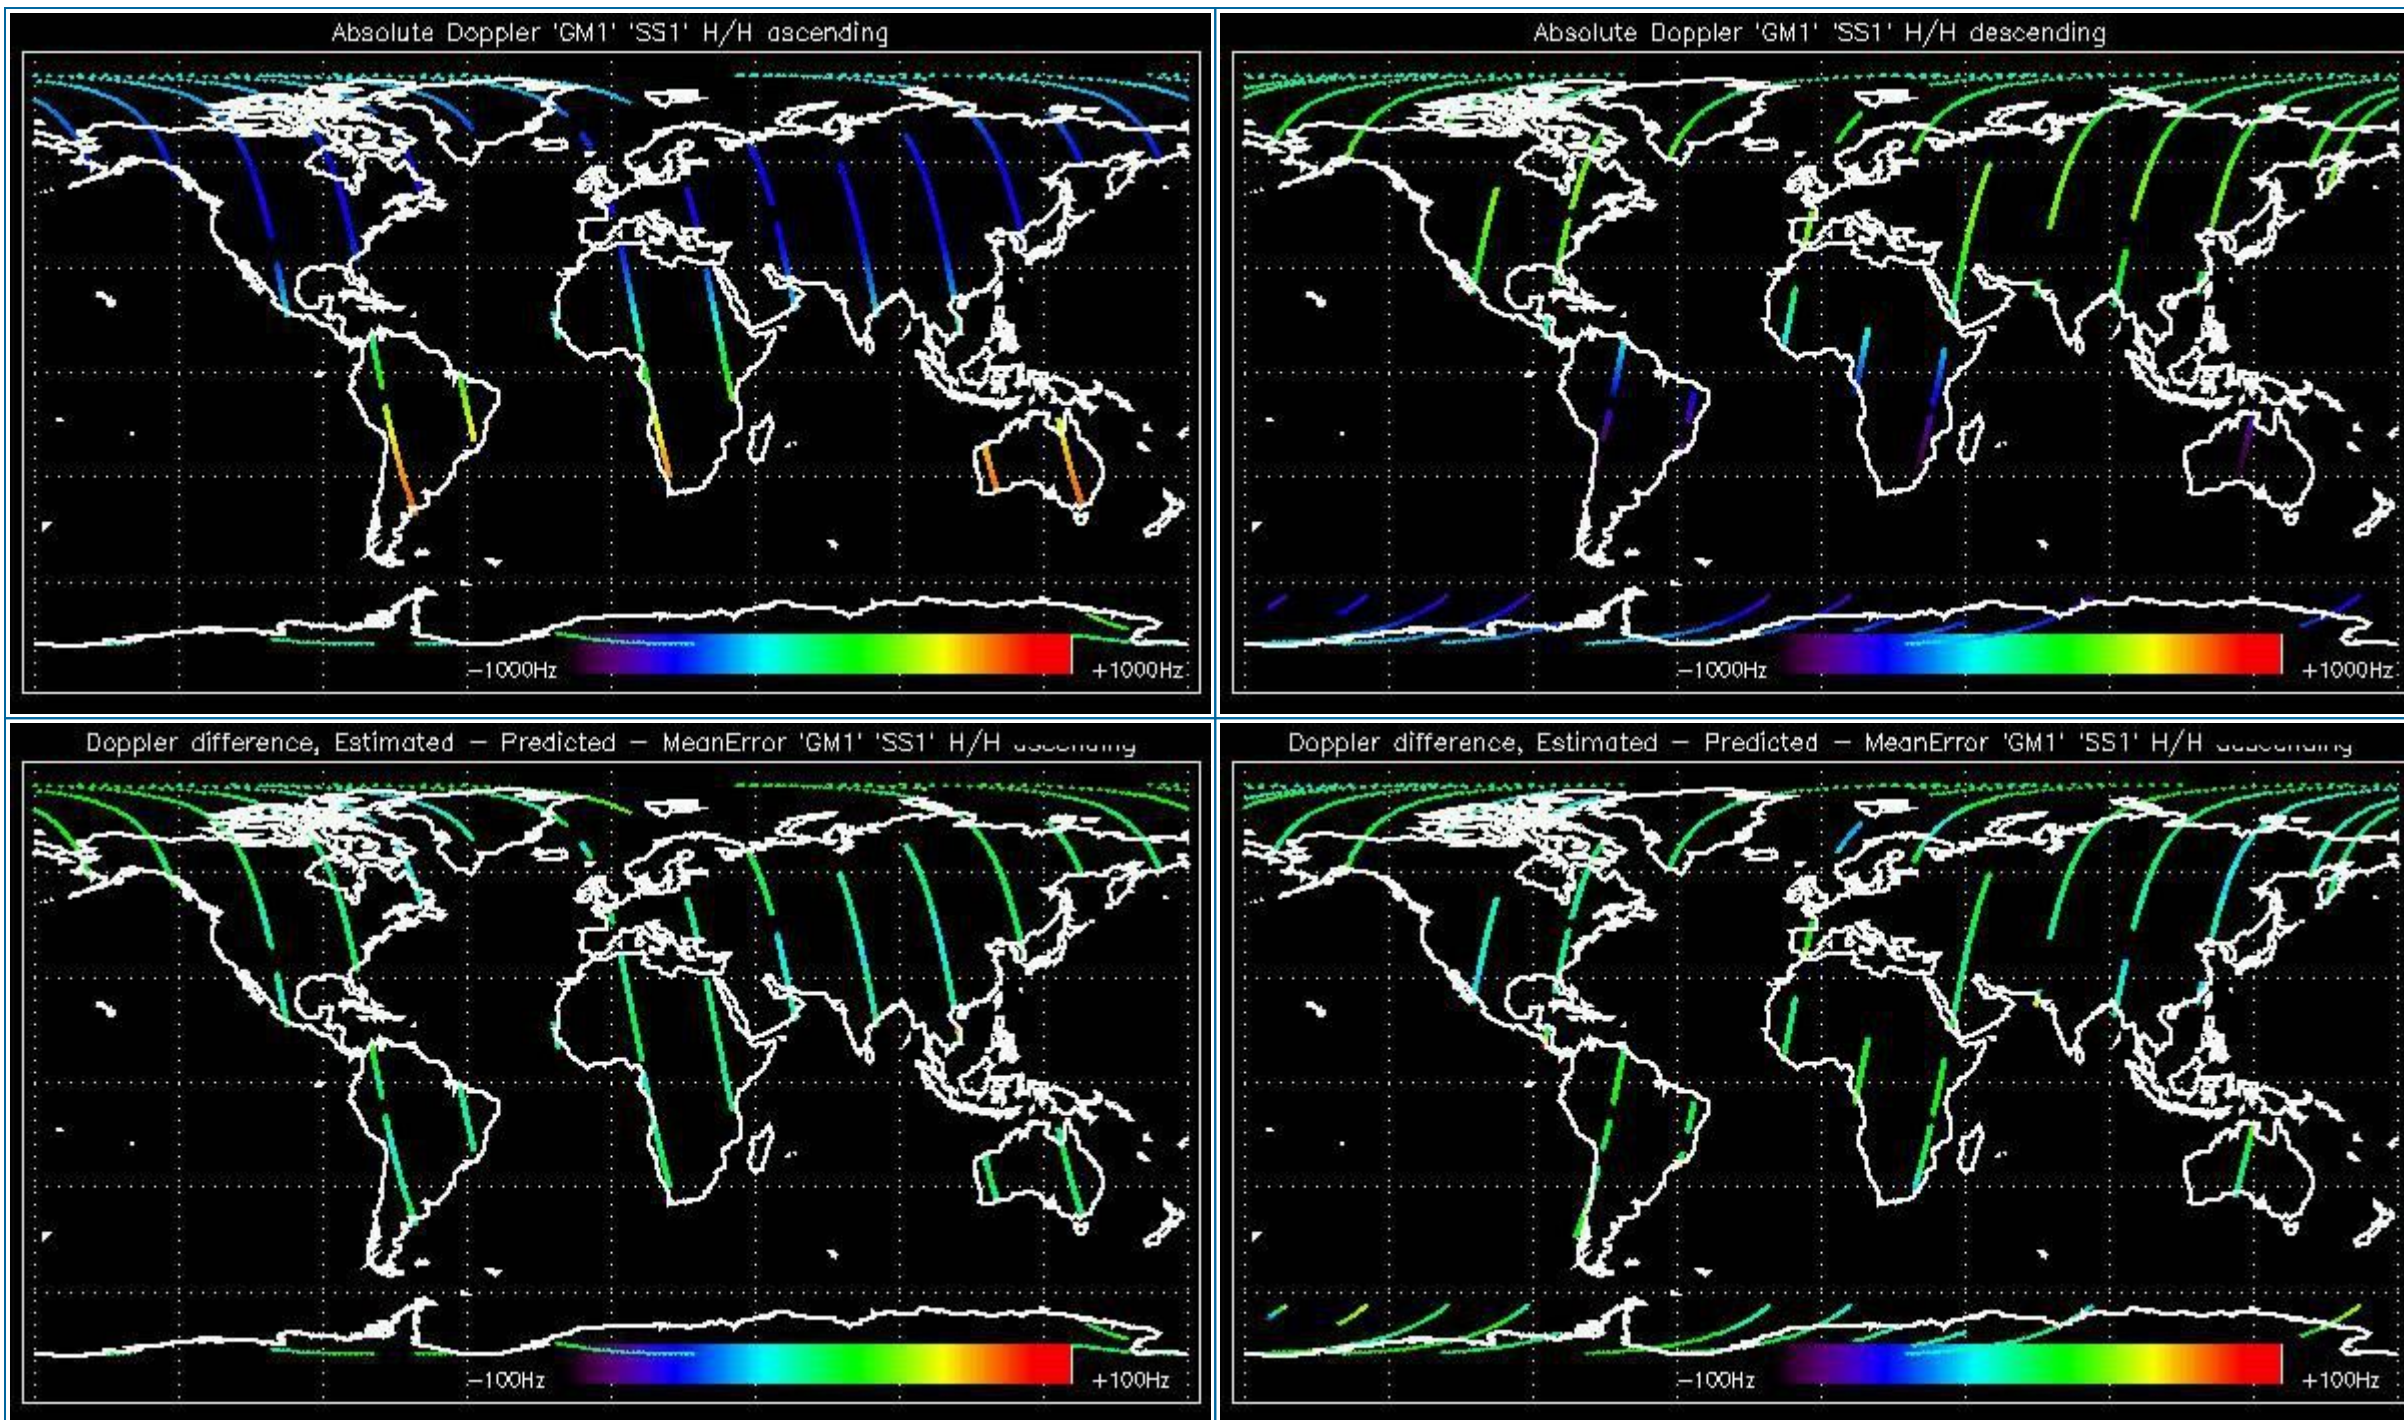 Absolute Doppler 'GM1' 'SS1' H/H ascending
−1000Hz
+1000Hz
Absolute Doppler 'GM1' 'SS1' H/H descending
−1000Hz
+1000Hz
Doppler difference, Estimated − Predicted − MeanError 'GM1' 'SS1' H/H
−100Hz
+100Hz
Doppler difference, Estimated − Predicted − MeanError 'GM1' 'SS1' H/H
−100Hz
+100Hz